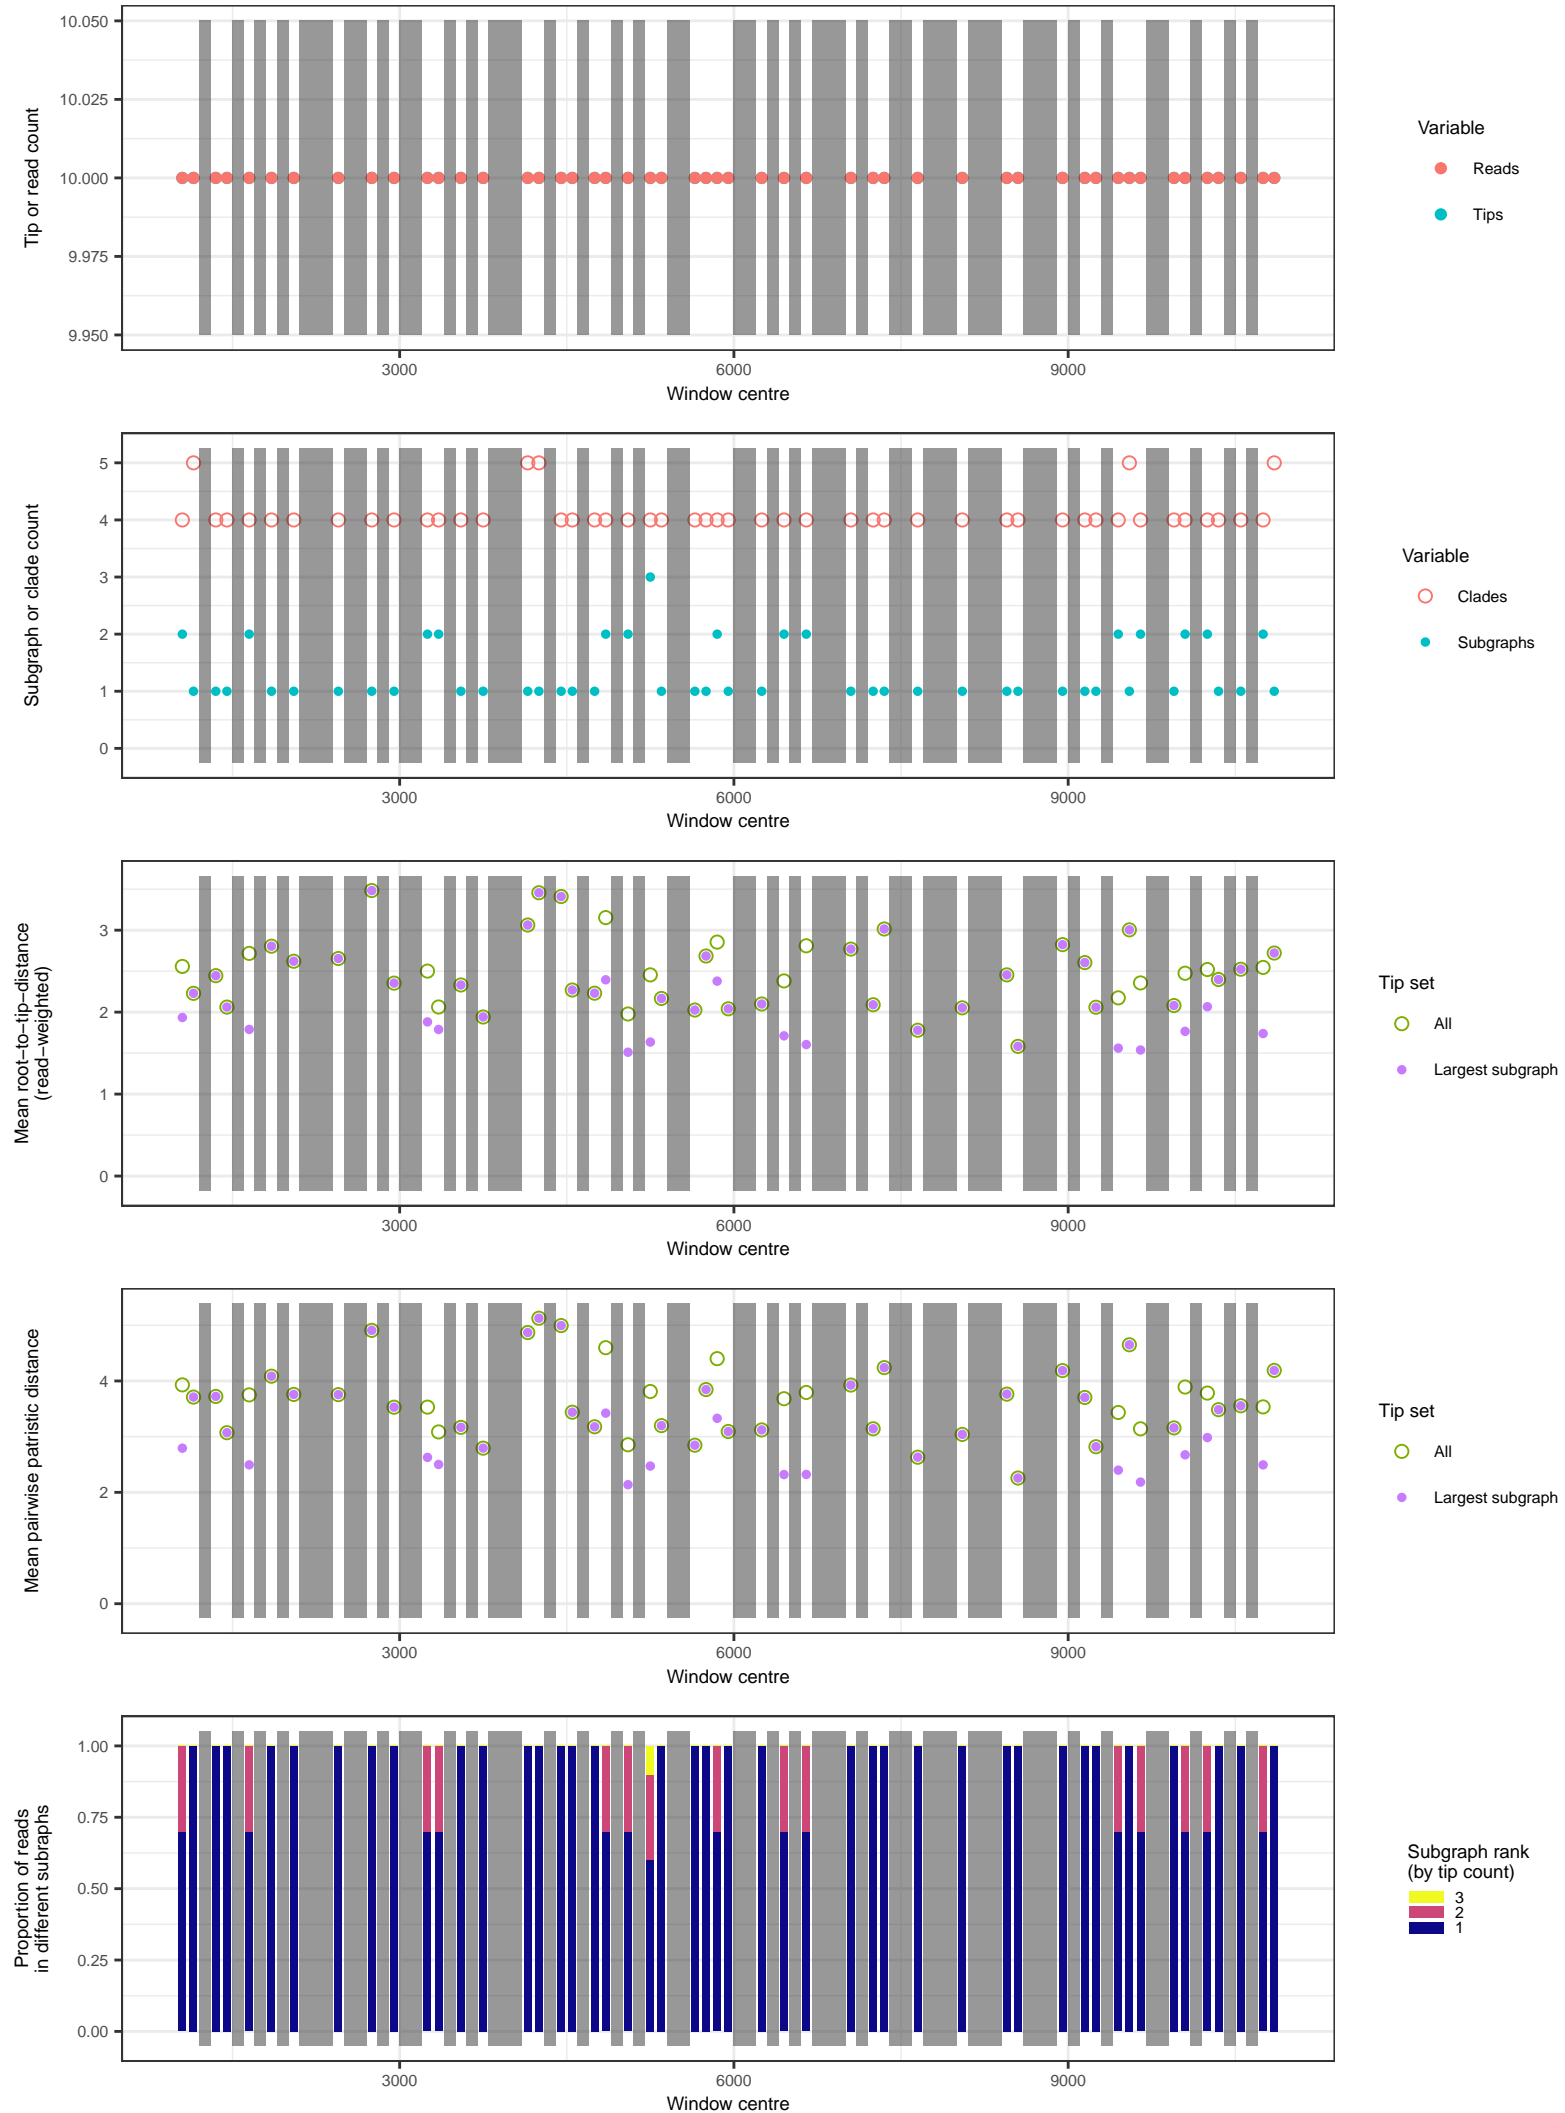 10.050
10.025
10.000
9.975
9.950
Tip or read count
3000 6000 9000
Window centre
Variable
Reads
Tips
5
4
3
2
1
0
Subgraph or clade count
3000 6000 9000
Window centre
Variable
Clades
Subgraphs
3
2
1
0
Mean root−to−tip−distance
(read−weighted)
3000 6000 9000
Window centre
Tip set
All
Largest subgraph
4
2
0
Mean pairwise patristic distance
3000 6000 9000
Window centre
Tip set
All
Largest subgraph
1.00
0.75
0.50
0.25
0.00
Proportion of reads
in different subraphs
3000 6000 9000
Window centre
Subgraph rank
(by tip count)
3
2
1